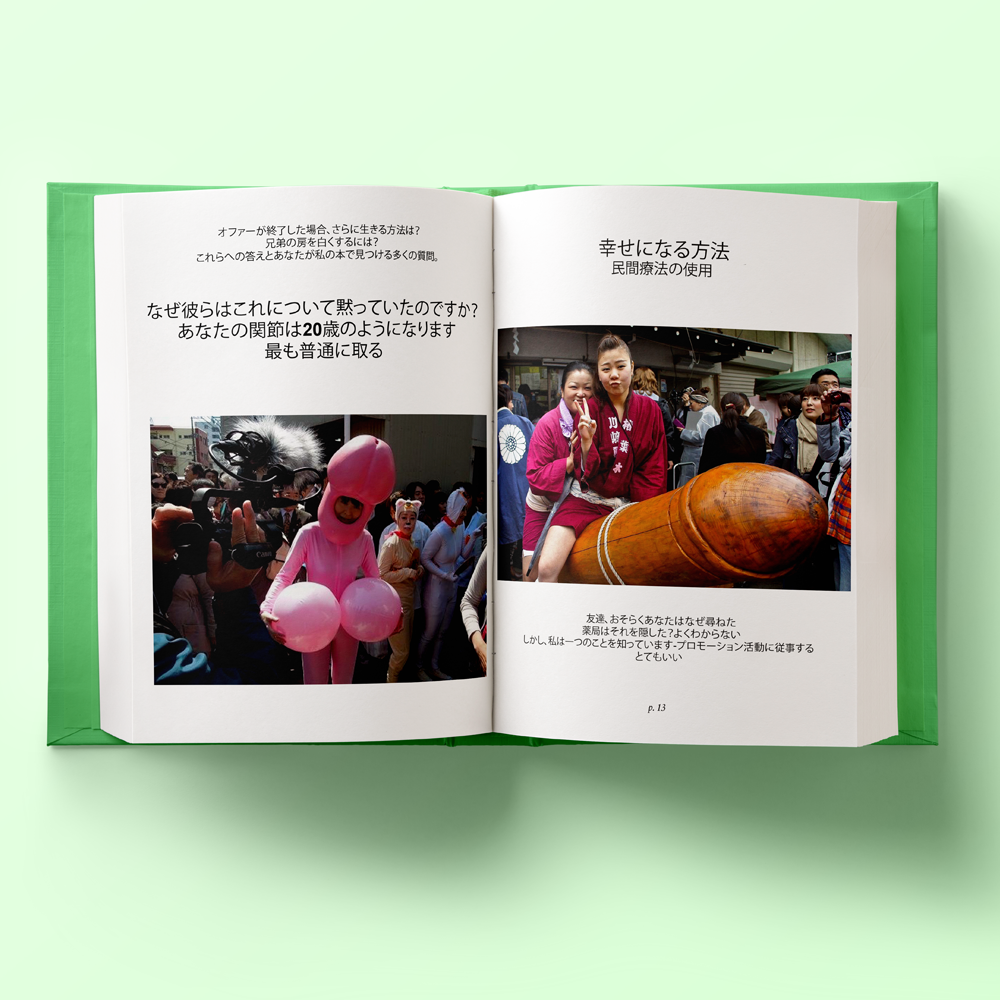 オファーが終了した場合、さらに生きる方法は?
兄弟の房を白くするには?
これらへの答えとあなたが私の本で見つける多くの質問。
なぜ彼らはこれについて黙っていたのですか?
あなたの関節は20歳のようになります
最も普通に取る
Canon
幸せになる方法
民間療法の使用
友達、おそらくあなたはなぜ尋ねた
薬局はそれを隠した?よくわからない
しかし、私は一つのことを知っています-プロモーション活動に従事する
とてもいい
p. 13